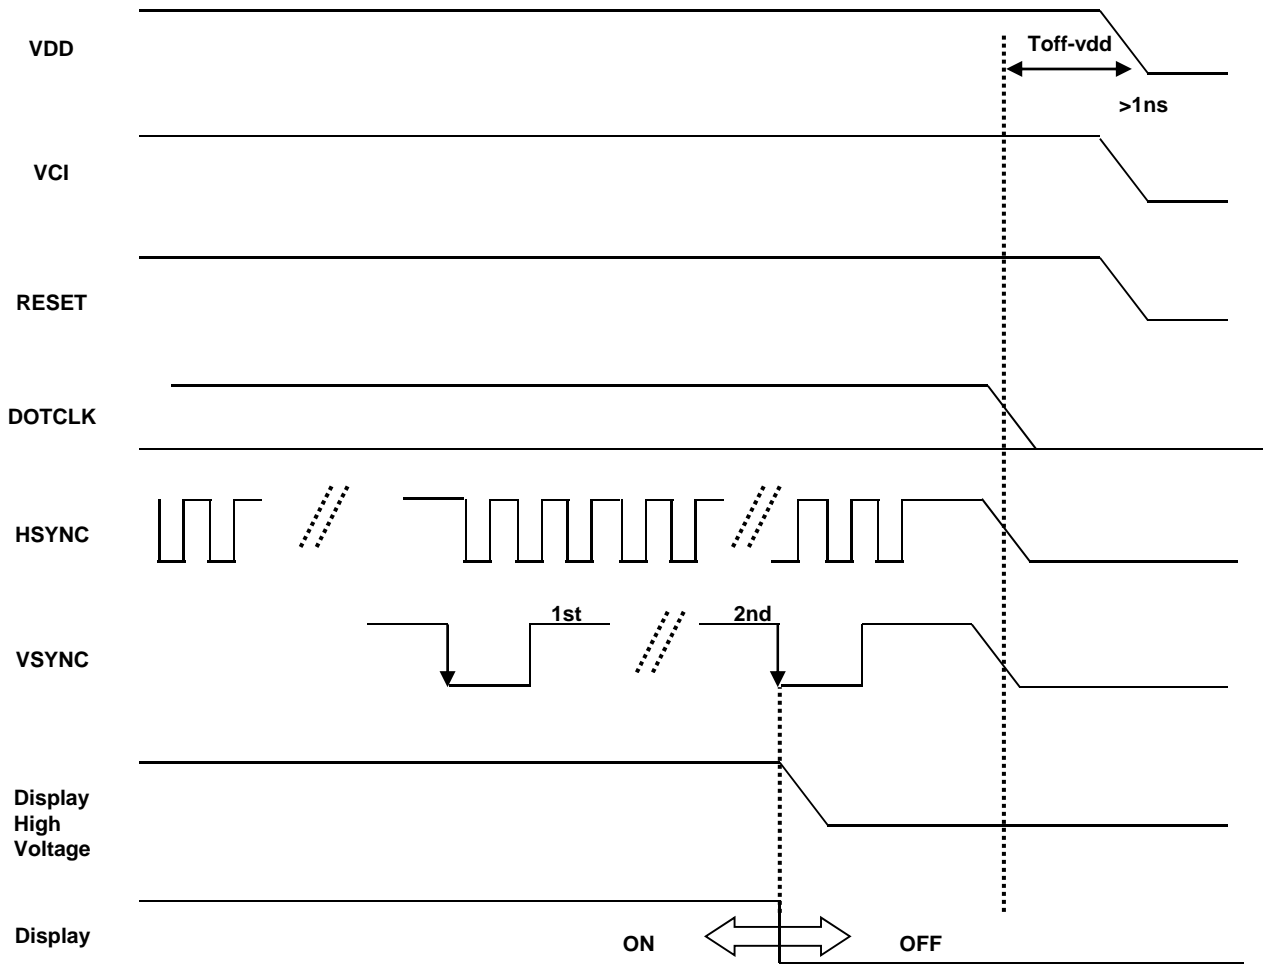 VDD
Toff-vdd
>1ns
VCI
RESET
DOTCLK
HSYNC
1st
2nd
VSYNC
Display
High
Voltage
Display
ON
OFF